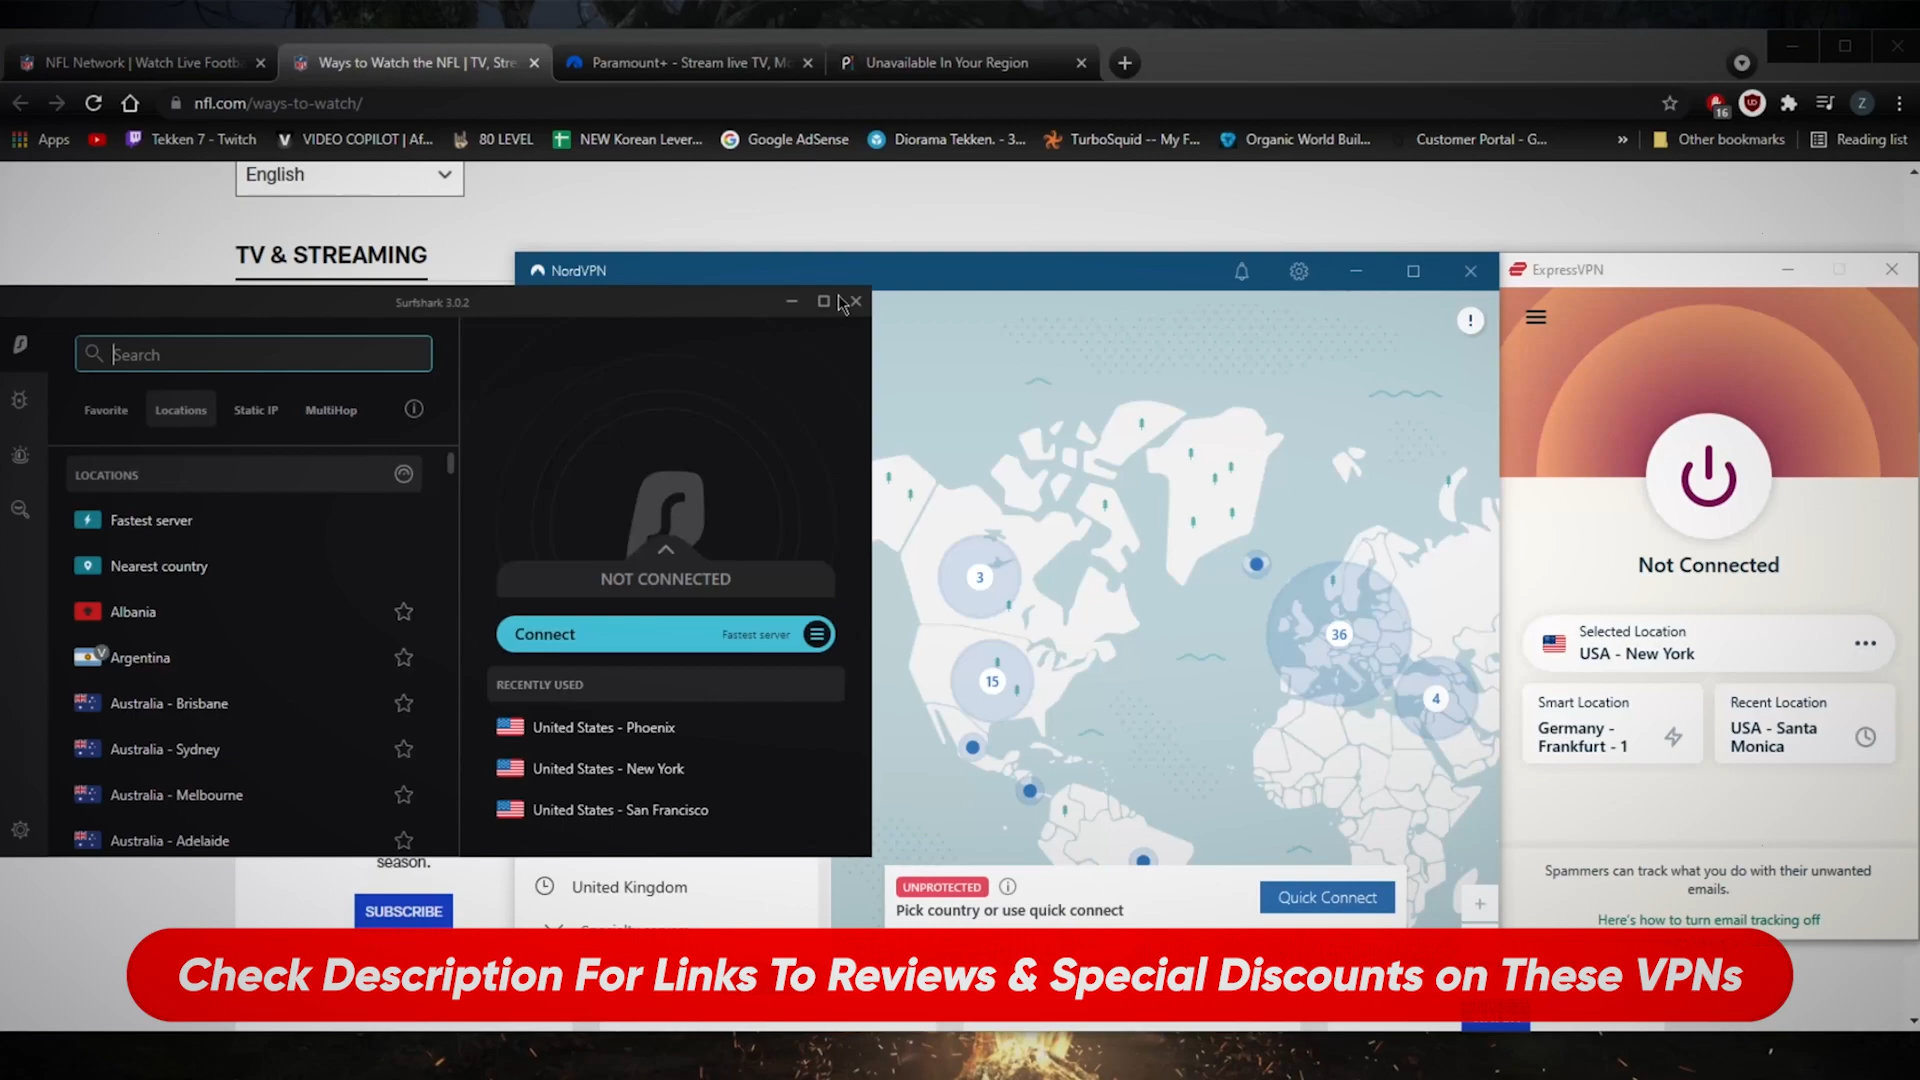 NFL Network | Watch Live Footba
Ways to Watch the NFL | TV, Stre
Paramount+ - Stream live TV, Mo
Unavailable In Your Region
nfl.com/ways-to-watch/
16
Z
Apps
Tekken 7 - Twitch
VIDEO COPILOT | Af...
80 LEVEL
NEW Korean Lever...
Google AdSense
Diorama Tekken. - 3...
TurboSquid -- My F...
Organic World Buil...
Customer Portal - G...
»
Other bookmarks
Reading list
English
TV & STREAMING
NordVPN
ExpressVPN
Surfshark 3.0.2
Search
Favorite
Locations
Static IP
MultiHop
LOCATIONS
Fastest server
Nearest country
Albania
Argentina
Australia - Brisbane
Australia - Sydney
Australia - Melbourne
Australia - Adelaide
NOT CONNECTED
Connect
Fastest server
RECENTLY USED
United States - Phoenix
United States - New York
United States - San Francisco
3
15
36
4
Not Connected
Selected Location
USA - New York
Smart Location
Germany -
Frankfurt - 1
Recent Location
USA - Santa
Monica
Spammers can track what you do with their unwanted
emails.
Here's how to turn email tracking off
season.
SUBSCRIBE
United Kingdom
UNPROTECTED
Pick country or use quick connect
Quick Connect
Check Description For Links To Reviews & Special Discounts on These VPNs